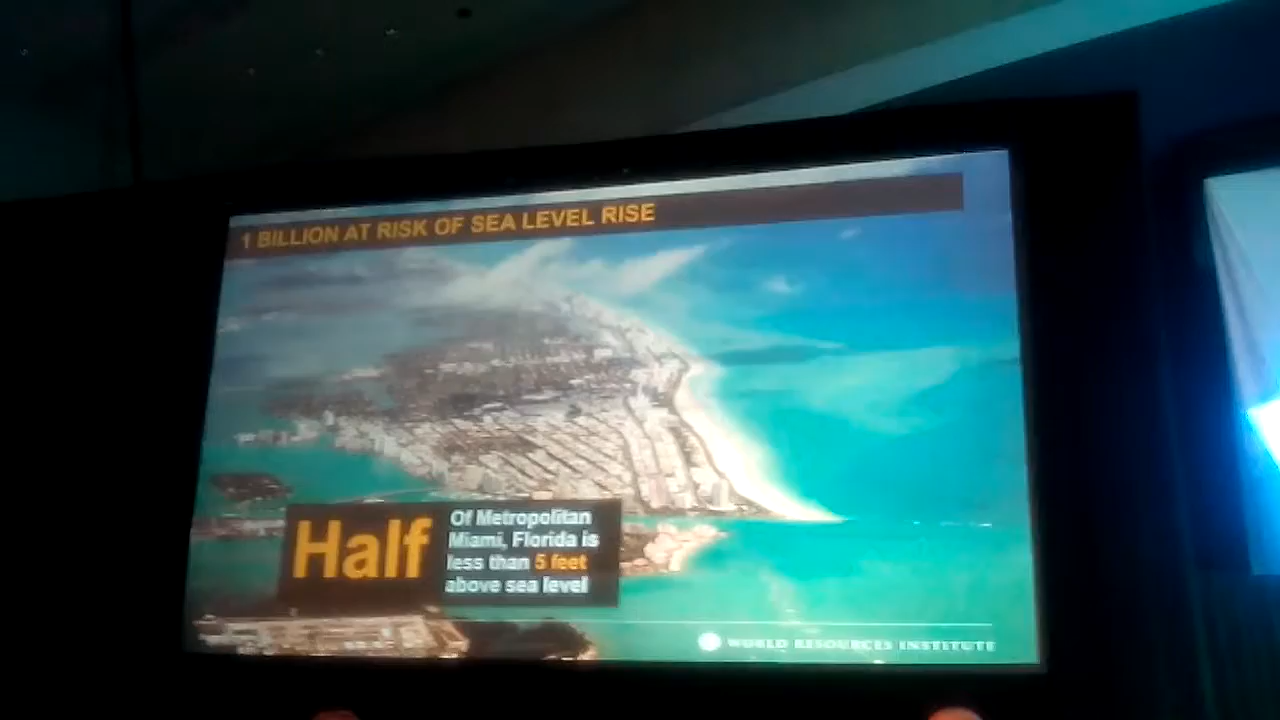 1 BILLION AT RISK OF SEA LEVEL RISE
Half
Of Metropolitan
Miami, Florida is
less than 5 feet
above sea level
WORLD RESOURCES INSTITUTE